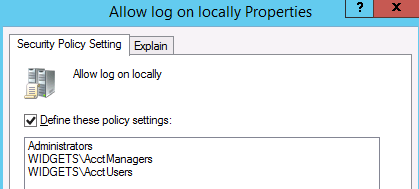 Allow log on locally Properties
? x
Security Policy Setting Explain
Allow log on locally
Define these policy settings:
Administrators
WIDGETS\AcctManagers
WIDGETS\AcctUsers